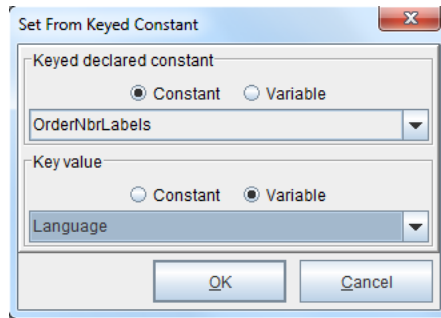 Set From Keyed Constant
Keyed declared constant
Constant Variable
OrderNbrLabels
Key value
Constant Variable
Language
OK Cancel